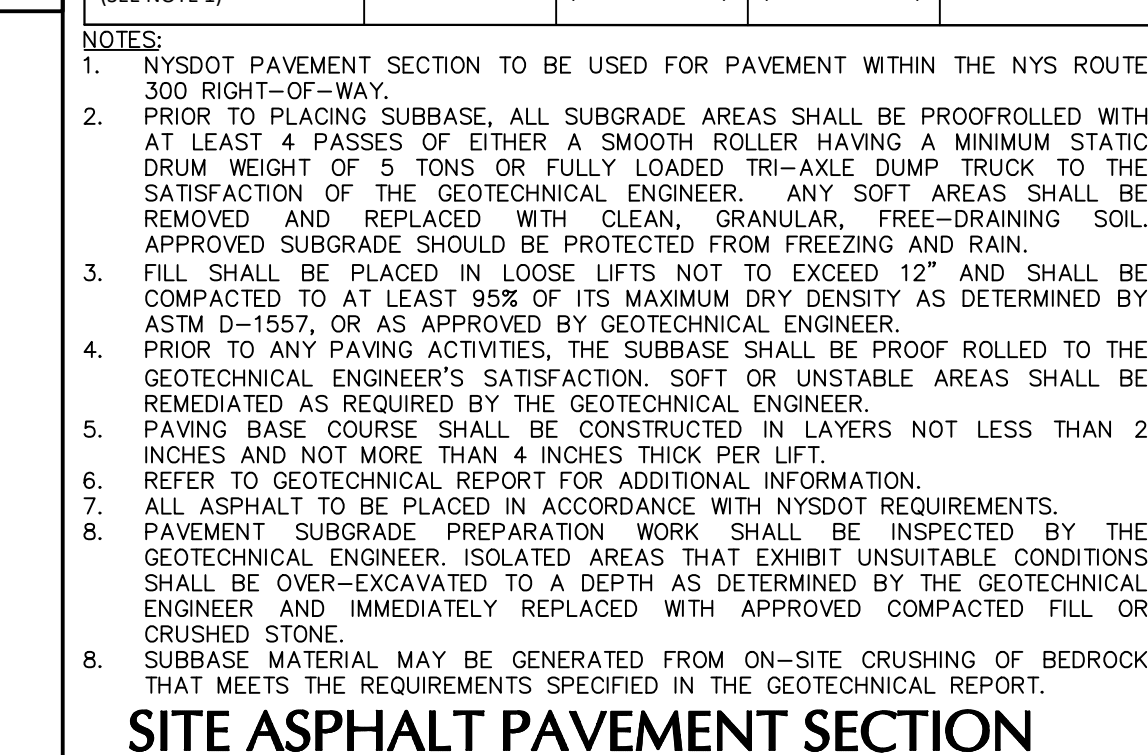 (SEE NOTE 1)
NOTES:
1. NYSDOT PAVEMENT SECTION TO BE USED FOR PAVEMENT WITHIN THE NYS ROUTE
300 RIGHT-OF-WAY.
2. PRIOR TO PLACING SUBBASE, ALL SUBGRADE AREAS SHALL BE PROOFROLLED WITH
AT LEAST 4 PASSES OF EITHER A SMOOTH ROLLER HAVING A MINIMUM STATIC
DRUM WEIGHT OF 5 TONS OR FULLY LOADED TRI-AXLE DUMP TRUCK TO THE
SATISFACTION OF THE GEOTECHNICAL ENGINEER. ANY SOFT AREAS SHALL BE
REMOVED AND REPLACED WITH CLEAN, GRANULAR, FREE-DRAINING SOIL.
APPROVED SUBGRADE SHOULD BE PROTECTED FROM FREEZING AND RAIN.
3. FILL SHALL BE PLACED IN LOOSE LIFTS NOT TO EXCEED 12” AND SHALL BE
COMPACTED TO AT LEAST 95% OF ITS MAXIMUM DRY DENSITY AS DETERMINED BY
ASTM D-1557, OR AS APPROVED BY GEOTECHNICAL ENGINEER.
4. PRIOR TO ANY PAVING ACTIVITIES, THE SUBBASE SHALL BE PROOF ROLLED TO THE
GEOTECHNICAL ENGINEER’S SATISFACTION. SOFT OR UNSTABLE AREAS SHALL BE
REMEDIATED AS REQUIRED BY THE GEOTECHNICAL ENGINEER.
5. PAVING BASE COURSE SHALL BE CONSTRUCTED IN LAYERS NOT LESS THAN 2
INCHES AND NOT MORE THAN 4 INCHES THICK PER LIFT.
6. REFER TO GEOTECHNICAL REPORT FOR ADDITIONAL INFORMATION.
7. ALL ASPHALT TO BE PLACED IN ACCORDANCE WITH NYSDOT REQUIREMENTS.
8. PAVEMENT SUBGRADE PREPARATION WORK SHALL BE INSPECTED BY THE
GEOTECHNICAL ENGINEER. ISOLATED AREAS THAT EXHIBIT UNSUITABLE CONDITIONS
SHALL BE OVER-EXCAVATED TO A DEPTH AS DETERMINED BY THE GEOTECHNICAL
ENGINEER AND IMMEDIATELY REPLACED WITH APPROVED COMPACTED FILL OR
CRUSHED STONE.
8. SUBBASE MATERIAL MAY BE GENERATED FROM ON-SITE CRUSHING OF BEDROCK
THAT MEETS THE REQUIREMENTS SPECIFIED IN THE GEOTECHNICAL REPORT.
SITE ASPHALT PAVEMENT SECTION